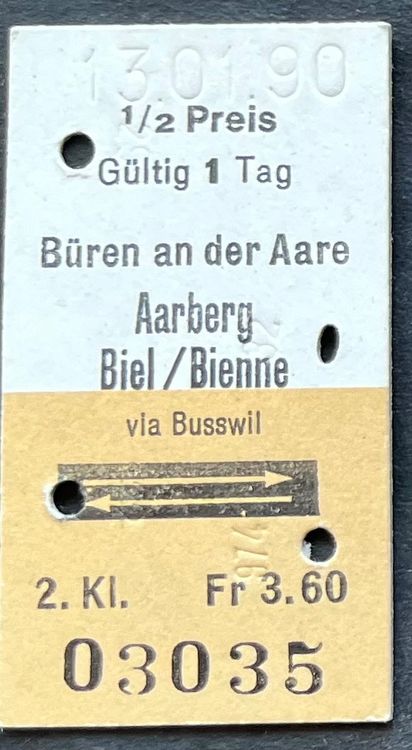 13.01.90
1/2 Preis
Gültig 1 Tag
Büren an der Aare
Aarberg
Biel/Bienne
via Busswil
2. Kl. Fr 3.60
03035